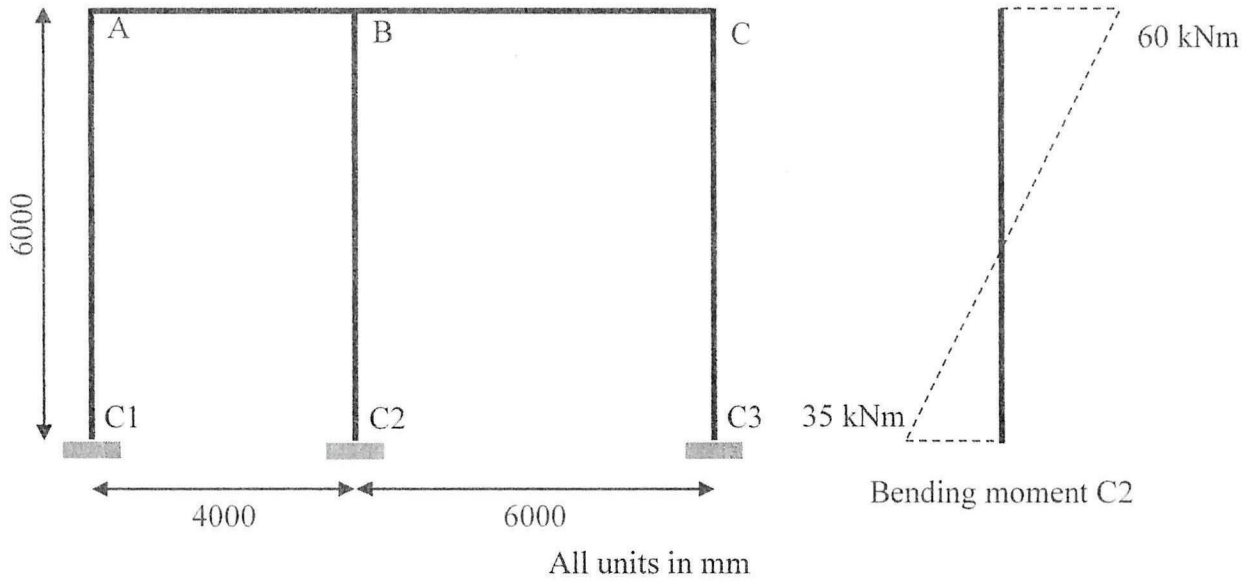 A
B
C
60 kNm
6000
C1
C2
C3
35 kNm
4000
6000
Bending moment C2
All units in mm